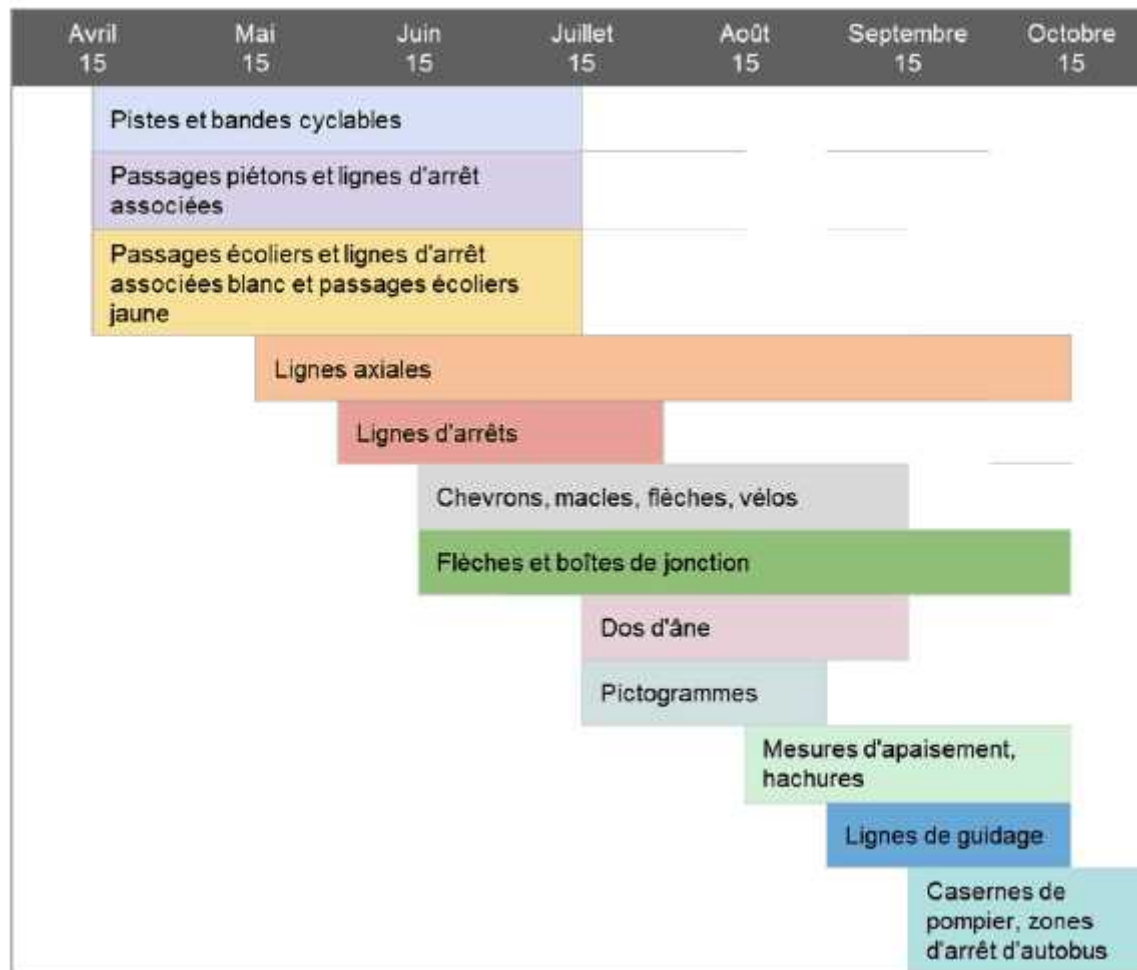 Avril Mai Juin Juillet Août Septembre Octobre
15 15 15 15 15 15 15
Pistes et bandes cyclables
Passages piétons et lignes d'arrêt
associées
Passages écoliers et lignes d'arrêt
associées blanc et passages écoliers
jaune
Lignes axiales
Lignes d'arrêts
Chevrons, macles, flèches, vélos
Flèches et boîtes de jonction
Dos d'âne
Pictogrammes
Mesures d'apaisement,
hachures
Lignes de guidage
Casernes de
pompier, zones
d'arrêt d'autobus